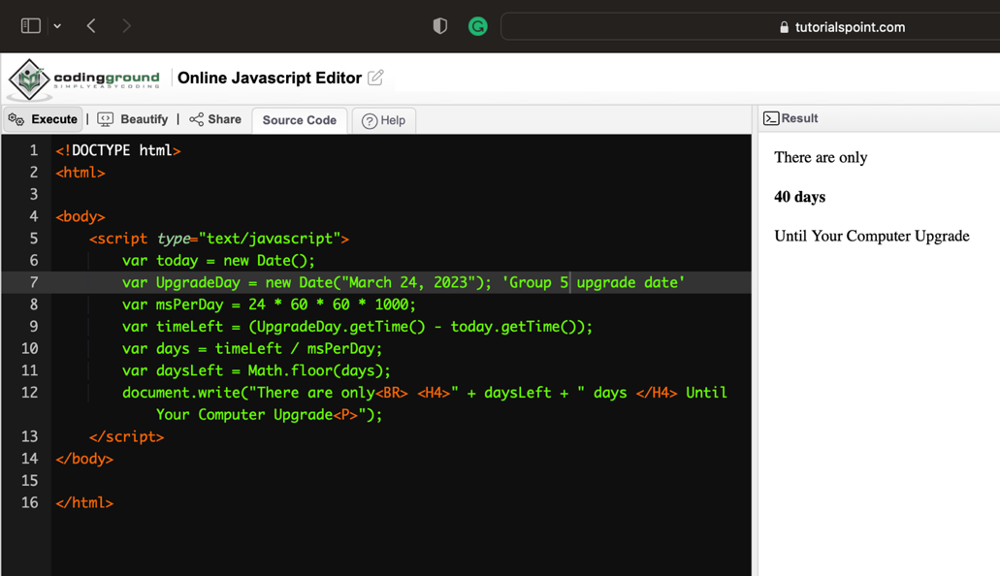 tutorialspoint.com
codingground
SIMPLYEASYCODING
Online Javascript Editor
Execute | Beautify | Share Source Code Help
Result
1 <!DOCTYPE html>
2 <html>
3
4 <body>
5 <script type="text/javascript">
6 var today = new Date();
7 var UpgradeDay = new Date("March 24, 2023"); 'Group 5 upgrade date'
8 var msPerDay = 24 * 60 * 60 * 1000;
9 var timeLeft = (UpgradeDay.getTime() - today.getTime());
10 var days = timeLeft / msPerDay;
11 var daysLeft = Math.floor(days);
12 document.write("There are only<BR> <H4>" + daysLeft + " days </H4> Until
Your Computer Upgrade<P>");
13 </script>
14 </body>
15
16 </html>
There are only
40 days
Until Your Computer Upgrade